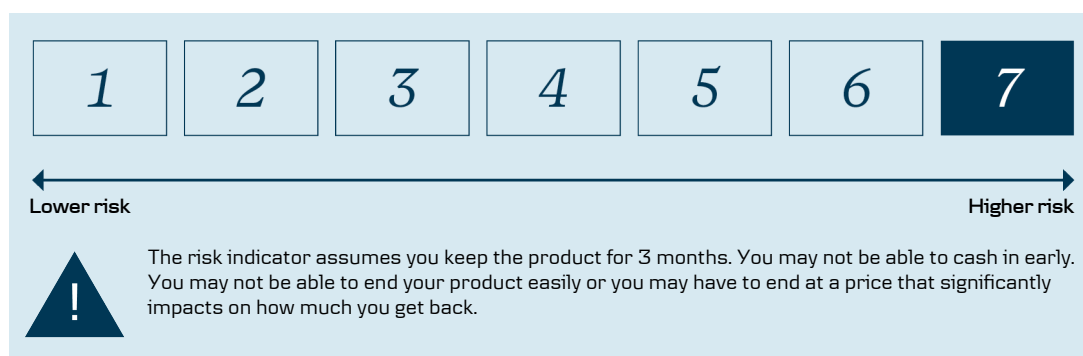 1 2 3 4 5 6 7
Lower risk Higher risk
The risk indicator assumes you keep the product for 3 months. You may not be able to cash in early.
You may not be able to end your product easily or you may have to end at a price that significantly
impacts on how much you get back.
!